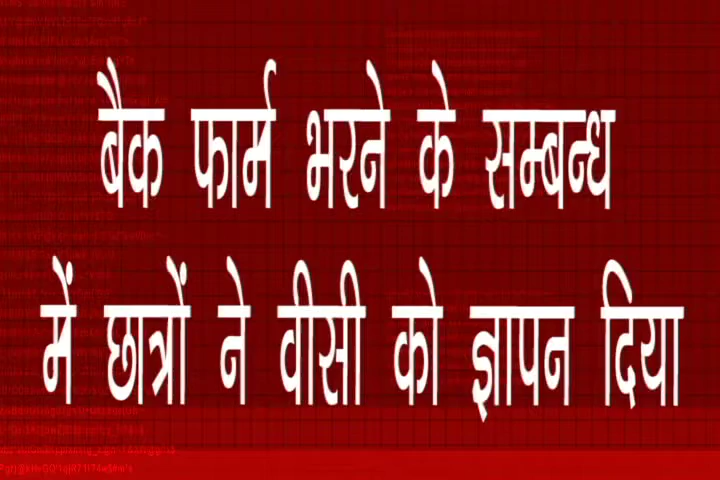 बैक फार्म भरने के सम्बन्ध
में छात्रों ने वीसी को ज्ञापन दिया